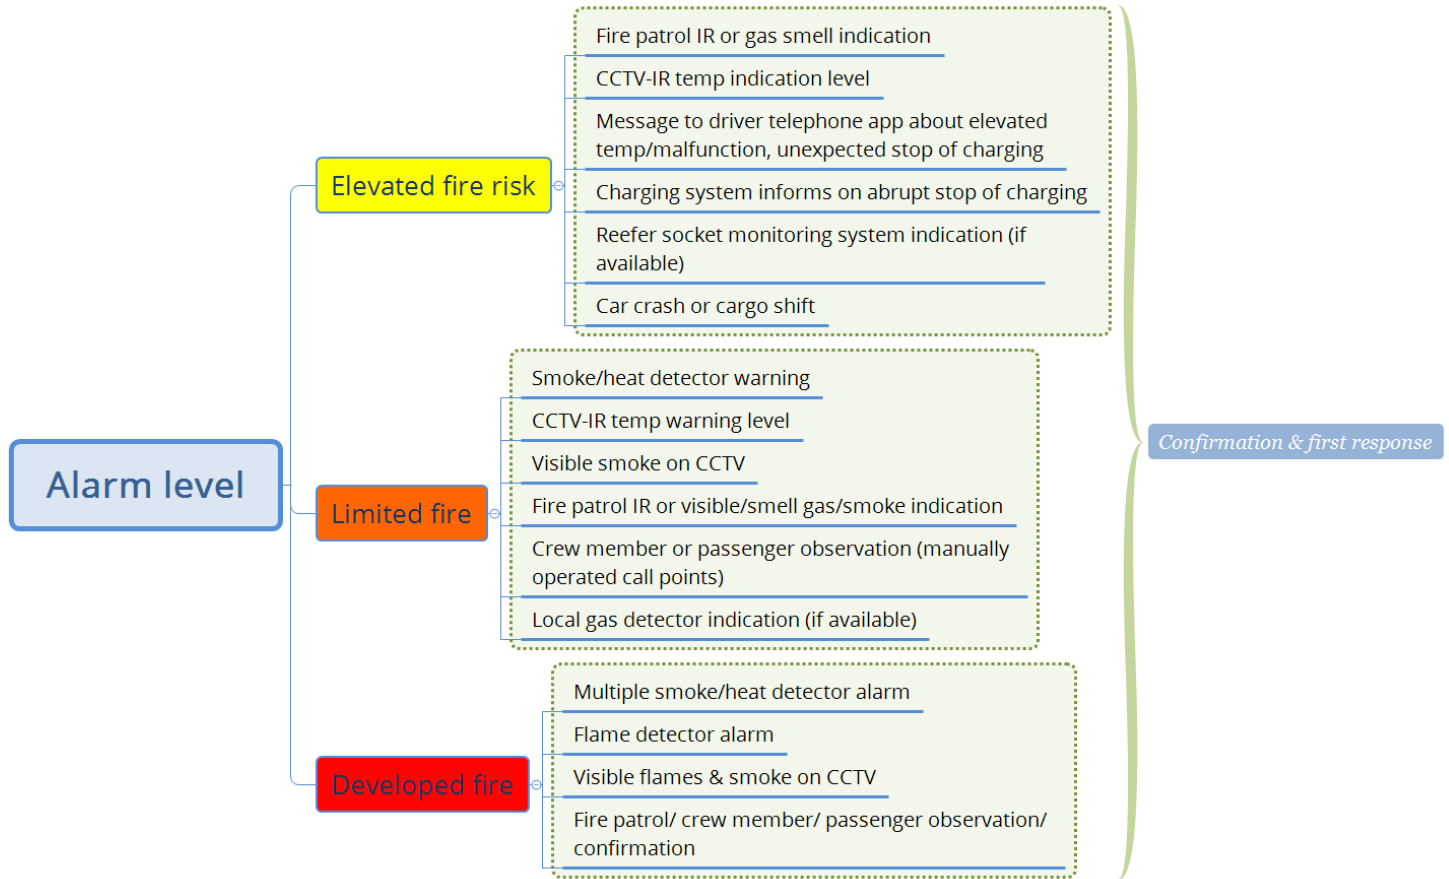 Alarm level
Elevated fire risk
Fire patrol IR or gas smell indication
CCTV-IR temp indication level
Message to driver telephone app about elevated
temp/malfunction, unexpected stop of charging
Charging system informs on abrupt stop of charging
Reefer socket monitoring system indication (if
available)
Car crash or cargo shift
Limited fire
Smoke/heat detector warning
CCTV-IR temp warning level
Visible smoke on CCTV
Fire patrol IR or visible/smell gas/smoke indication
Crew member or passenger observation (manually
operated call points)
Local gas detector indication (if available)
Developed fire
Multiple smoke/heat detector alarm
Flame detector alarm
Visible flames & smoke on CCTV
Fire patrol/ crew member/ passenger observation/
confirmation
Confirmation & first response